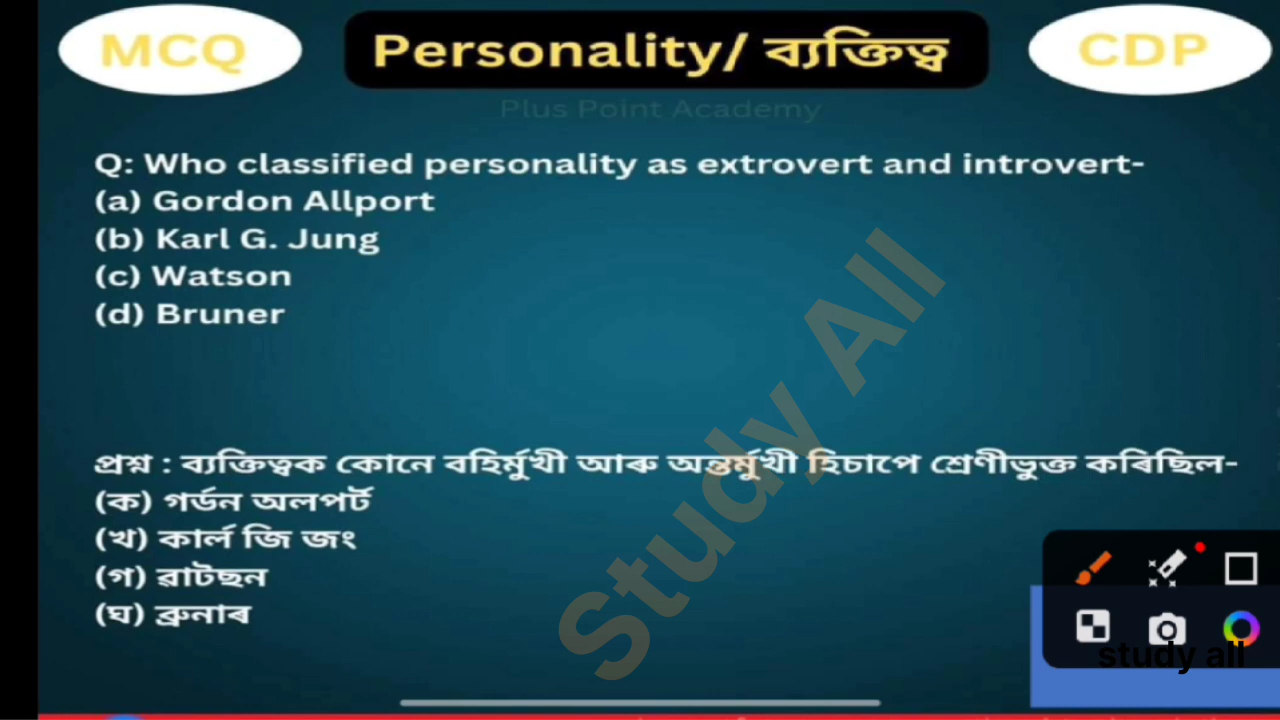 MCQ
Personality/ ব্যক্তিত্ব
CDP
Plus Point Academy
Q: Who classified personality as extrovert and introvert-
(a) Gordon Allport
(b) Karl G. Jung
(c) Watson
(d) Bruner
প্ৰশ্ন : ব্যক্তিত্বক কোনে বহিৰ্মুখী আৰু অন্তৰ্মুখী হিচাপে শ্ৰেণীভুক্ত কৰিছিল-
(ক) গৰ্ডন অলপৰ্ট
(খ) কাৰ্ল জি জং
(গ) ৱাটছন
(ঘ) ব্ৰুনাৰ
Study All
study all